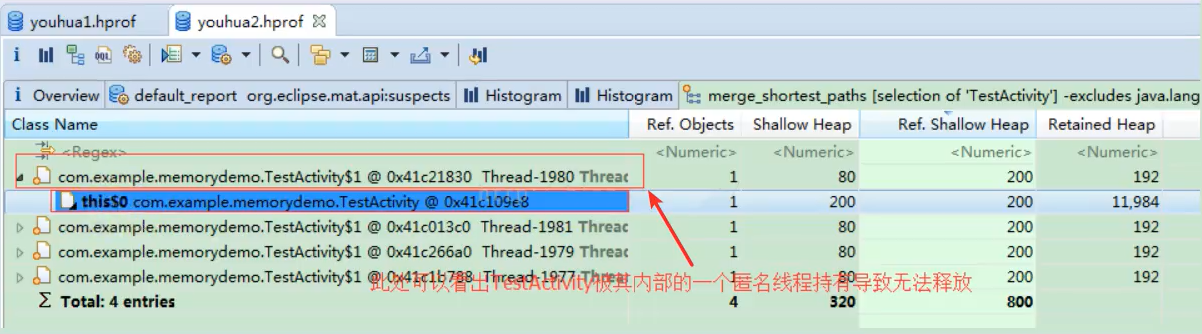 youhua1.hprof youhua2.hprof
i OQL
i Overview default_report org.eclipse.mat.api:suspects Histogram Histogram merge_shortest_paths [selection of 'TestActivity'] -excludes java.lang
Class Name Ref. Objects Shallow Heap Ref. Shallow Heap Retained Heap
<Regex> <Numeric> <Numeric> <Numeric> <Numeric>
com.example.memorydemo.TestActivity$1 @ 0x41c21830 Thread-1980 Threac 1 80 200 192
this$0 com.example.memorydemo.TestActivity @ 0x41c109e8 1 200 200 11,984
com.example.memorydemo.TestActivity$1 @ 0x41c013c0 Thread-1981 Threac 1 80 200 192
com.example.memorydemo.TestActivity$1 @ 0x41c266a0 Thread-1979 Threac 1 80 200 192
com.example.memorydemo.TestActivity$1 @ 0x41c1b788 Thread-1977 Threac 1 80 200 192
此处可以看出TestActivity被其内部的一个匿名线程持有导致无法释放
Σ Total: 4 entries 4 320 800